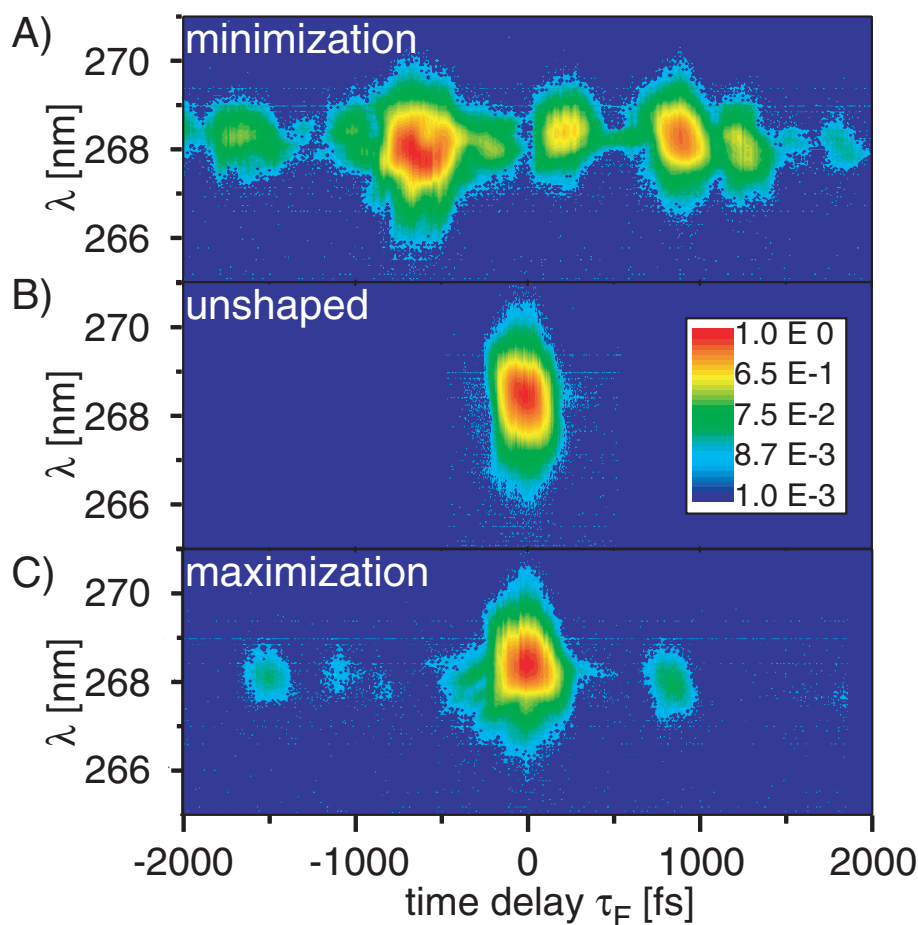 A)
minimization
270
268
266
λ [nm]
B)
unshaped
270
268
266
λ [nm]
1.0 E 0
6.5 E-1
7.5 E-2
8.7 E-3
1.0 E-3
C)
maximization
270
268
266
λ [nm]
-2000 -1000 0 1000 2000
time delay τF [fs]